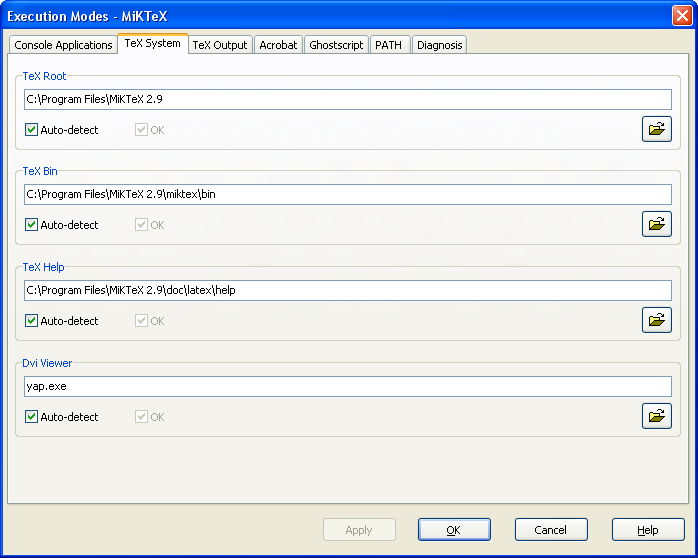 Execution Modes - MiKTeX
Console Applications TeX System TeX Output Acrobat Ghostscript PATH Diagnosis
TeX Root
C:\Program Files\MiKTeX 2.9
Auto-detect OK
TeX Bin
C:\Program Files\MiKTeX 2.9\miktex\bin
Auto-detect OK
TeX Help
C:\Program Files\MiKTeX 2.9\doc\latex\help
Auto-detect OK
Dvi Viewer
yap.exe
Auto-detect OK
Apply OK Cancel Help